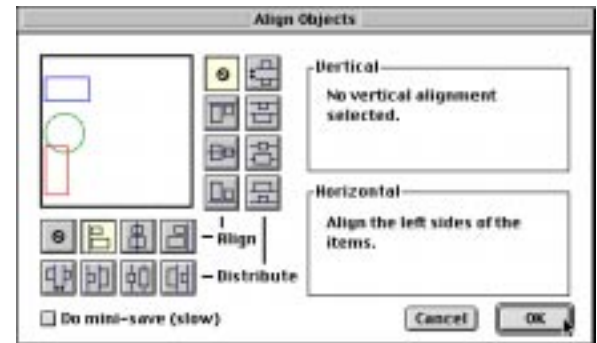 Align Objects
Vertical
No vertical alignment
selected.
Horizontal
Align the left sides of the
items.
Align
Distribute
Do mini-save (slow)
Cancel
OK